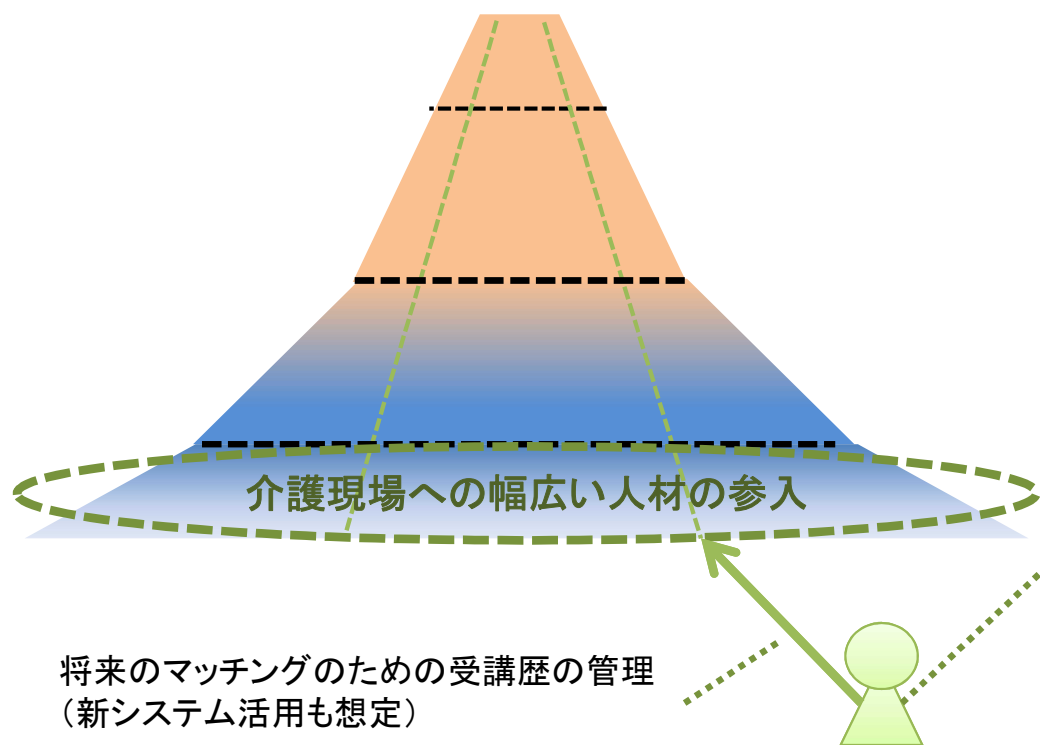 介護現場への幅広い人材の参入
将来のマッチングのための受講歴の管理
（新システム活用も想定）